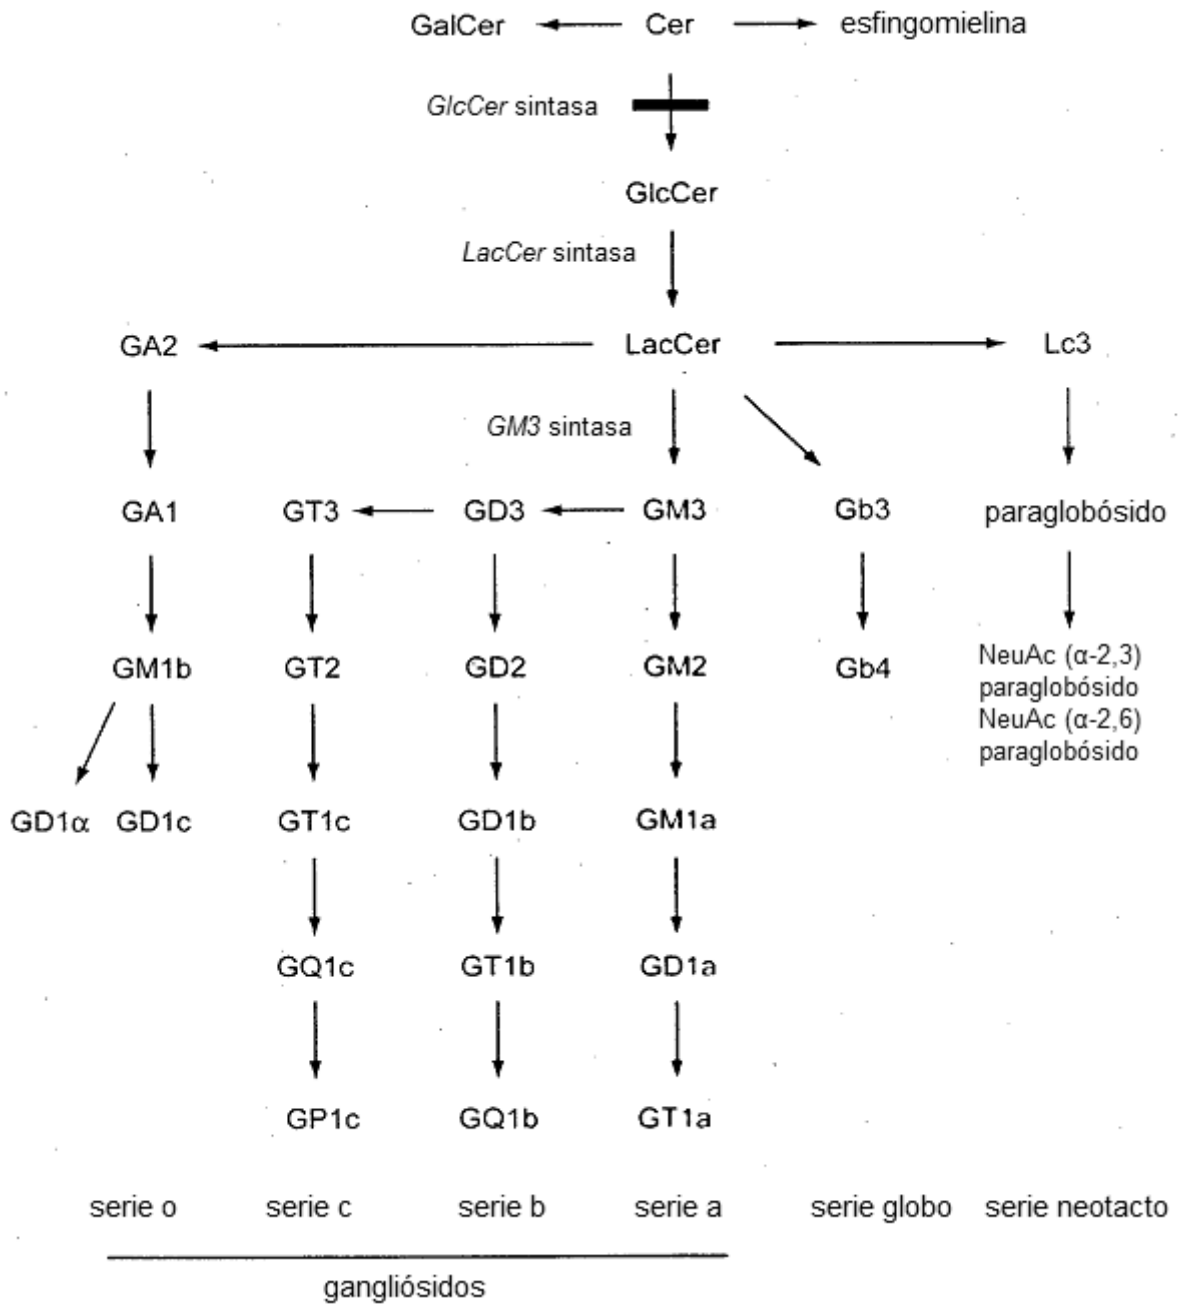 GalCer Cer esfingomielina
GlcCer sintasa
GlcCer
LacCer sintasa
GA2 LacCer Lc3
GM3 sintasa
GA1 GT3 GD3 GM3 Gb3 paraglobósido
GM1b GT2 GD2 GM2 Gb4 NeuAc (α-2,3)
paraglobósido
NeuAc (α-2,6)
paraglobósido
GD1α GD1c GT1c GD1b GM1a
GQ1c GT1b GD1a
GP1c GQ1b GT1a
serie o serie c serie b serie a serie globo serie neotacto
gangliósidos